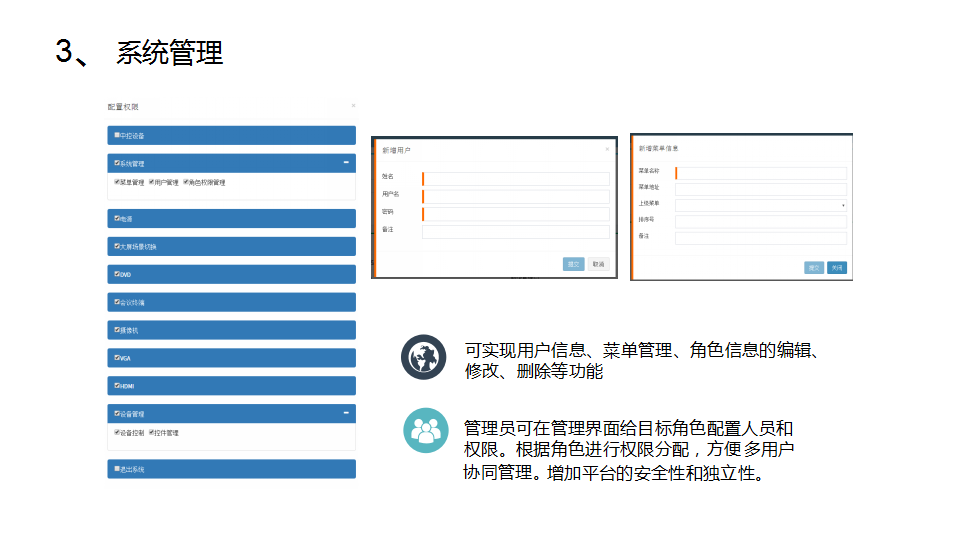 3、 系统管理
配置权限 ×
中控设备
系统管理
菜单管理 用户管理 角色权限管理
电源
大屏场景切换
DVD
会议终端
摄像机
VGA
HDMI
设备管理
设备控制 控件管理
退出系统
新增用户 ×
姓名
用户名
密码
备注
提交 取消
新增菜单信息
菜单名称
菜单地址
上级菜单
排序号
备注
提交 关闭
可实现用户信息、菜单管理、角色信息的编辑、
修改、删除等功能
管理员可在管理界面给目标角色配置人员和
权限。根据角色进行权限分配，方便多用户
协同管理。增加平台的安全性和独立性。